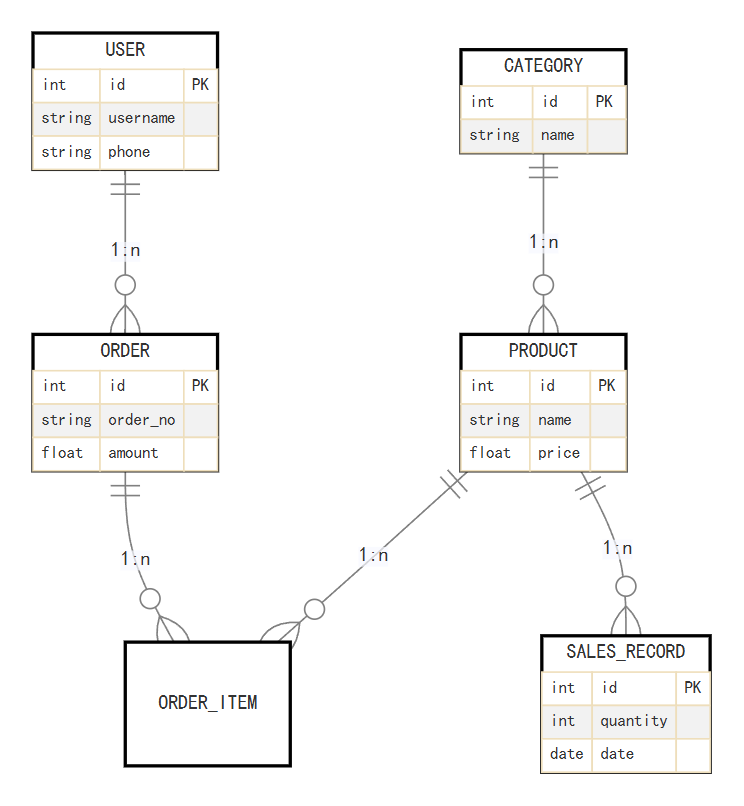 USER
int id PK
string username
string phone
CATEGORY
int id PK
string name
1:n
1:n
ORDER
int id PK
string order_no
float amount
PRODUCT
int id PK
string name
float price
1:n
1:n
1:n
ORDER_ITEM
SALES_RECORD
int id PK
int quantity
date date